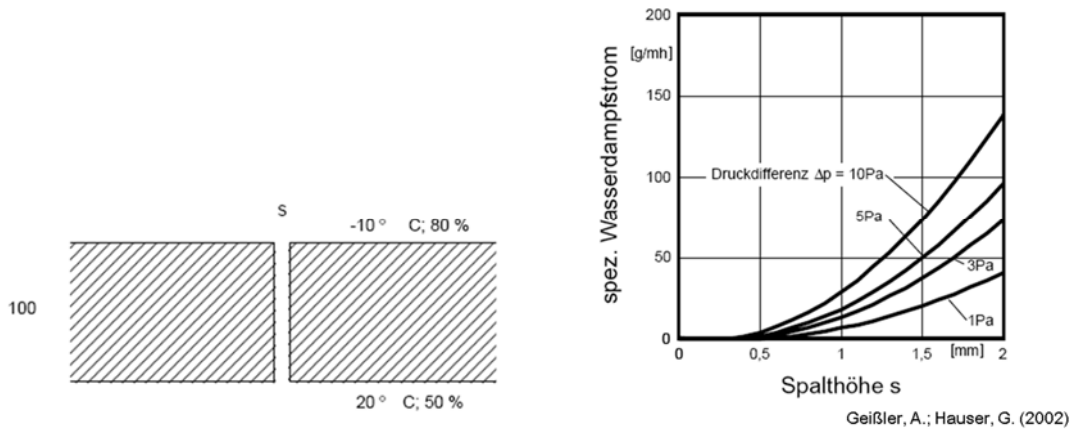 S
-10 ° C; 80 %
100
20 ° C; 50 %
spez. Wasserdampfstrom
200
[g/mh]
150
100
50
0
Druckdifferenz Δp = 10Pa
5Pa
3Pa
1Pa
0
0,5
1
1,5
[mm]
2
Spalthöhe s
Geißler, A.; Hauser, G. (2002)